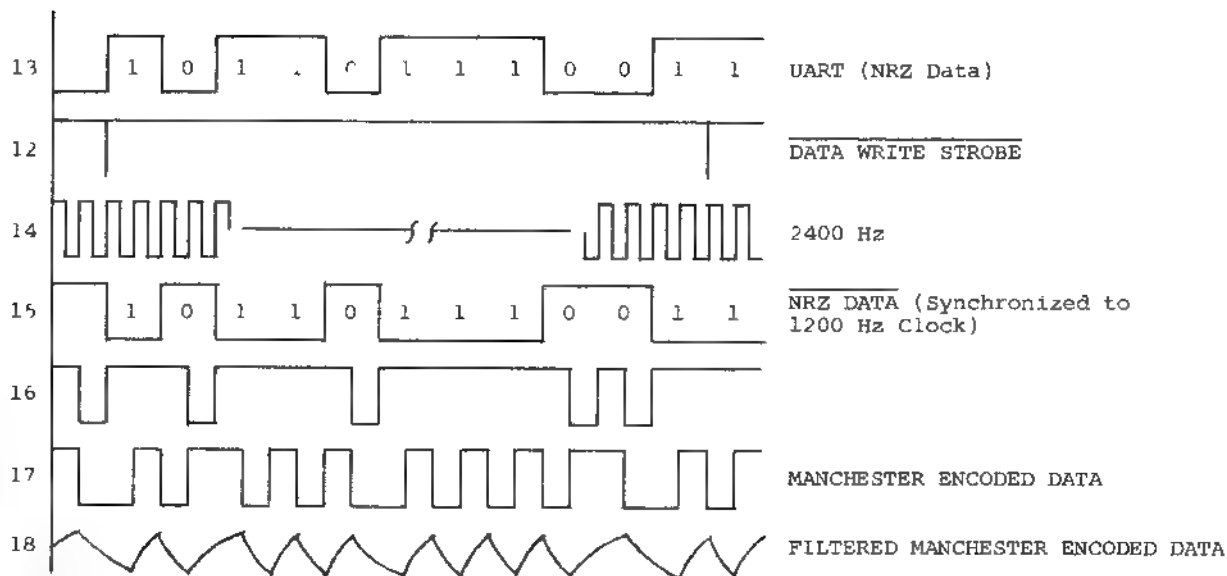 13 1 0 1 . 0 1 1 1 0 0 1 1 UART (NRZ Data)
12 DATA WRITE STROBE
14 2400 Hz
15 1 0 1 1 0 1 1 1 0 0 1 1 NRZ DATA (Synchronized to
1200 Hz Clock)
16
17 MANCHESTER ENCODED DATA
18 FILTERED MANCHESTER ENCODED DATA